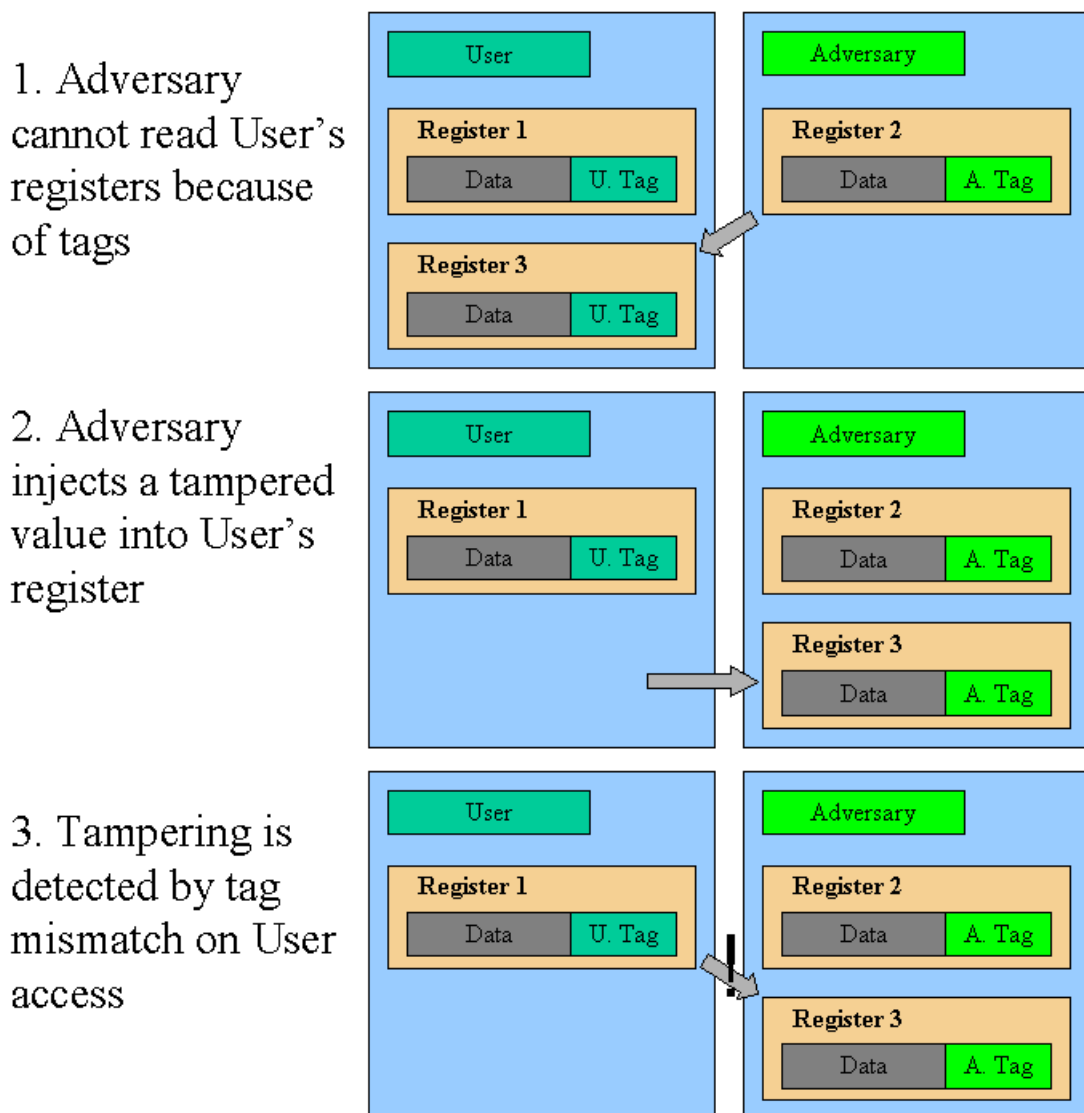 1. Adversary
cannot read User's
registers because
of tags
User
Register 1
Data U. Tag
Register 3
Data U. Tag
Adversary
Register 2
Data A. Tag
2. Adversary
injects a tampered
value into User's
register
User
Register 1
Data U. Tag
Adversary
Register 2
Data A. Tag
Register 3
Data A. Tag
3. Tampering is
detected by tag
mismatch on User
access
User
Register 1
Data U. Tag
!
Adversary
Register 2
Data A. Tag
Register 3
Data A. Tag